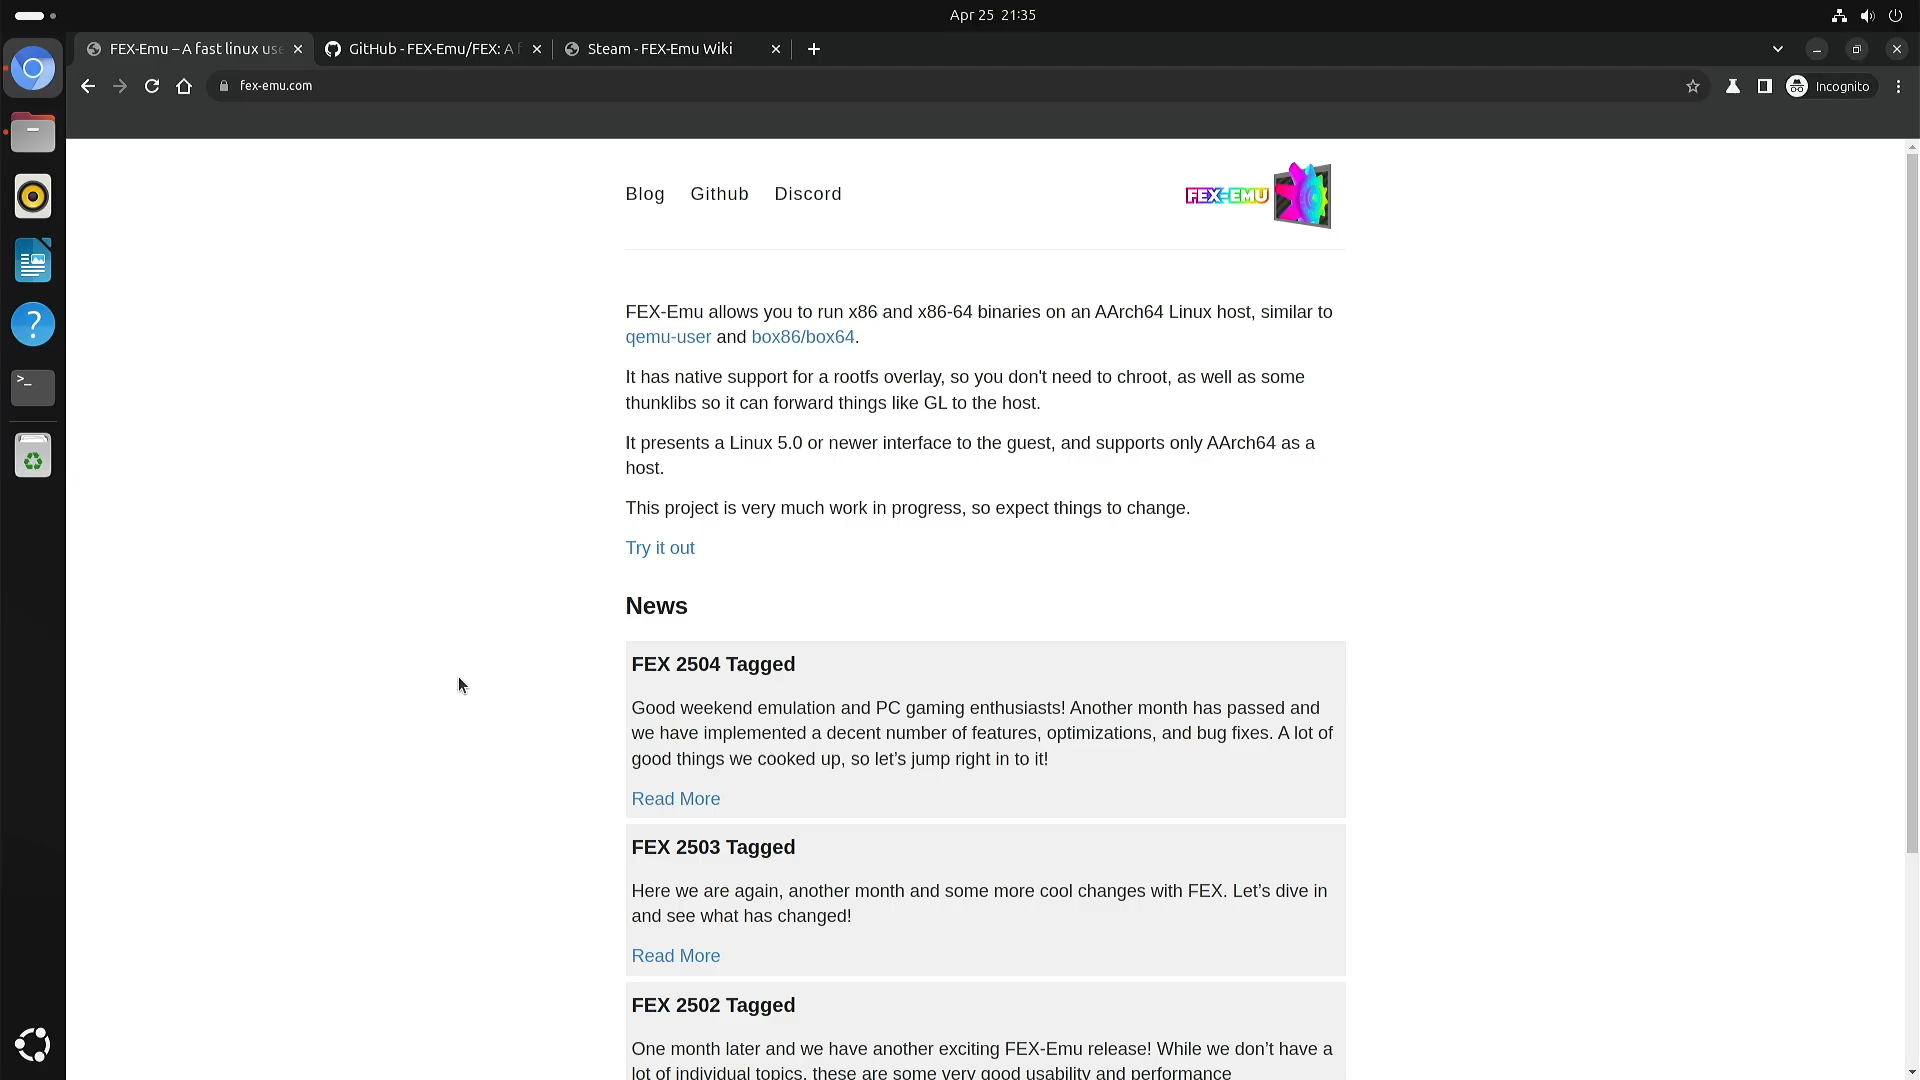 Apr 25 21:35
FEX-Emu – A fast linux use
GitHub - FEX-Emu/FEX: A f
Steam - FEX-Emu Wiki
fex-emu.com
Incognito
Blog Github Discord
FEX-EMU
FEX-Emu allows you to run x86 and x86-64 binaries on an AArch64 Linux host, similar to
qemu-user and box86/box64.
It has native support for a rootfs overlay, so you don't need to chroot, as well as some
thunklibs so it can forward things like GL to the host.
It presents a Linux 5.0 or newer interface to the guest, and supports only AArch64 as a
host.
This project is very much work in progress, so expect things to change.
Try it out
News
FEX 2504 Tagged
Good weekend emulation and PC gaming enthusiasts! Another month has passed and
we have implemented a decent number of features, optimizations, and bug fixes. A lot of
good things we cooked up, so let’s jump right in to it!
Read More
FEX 2503 Tagged
Here we are again, another month and some more cool changes with FEX. Let’s dive in
and see what has changed!
Read More
FEX 2502 Tagged
One month later and we have another exciting FEX-Emu release! While we don’t have a
lot of individual topics, these are some very good usability and performance